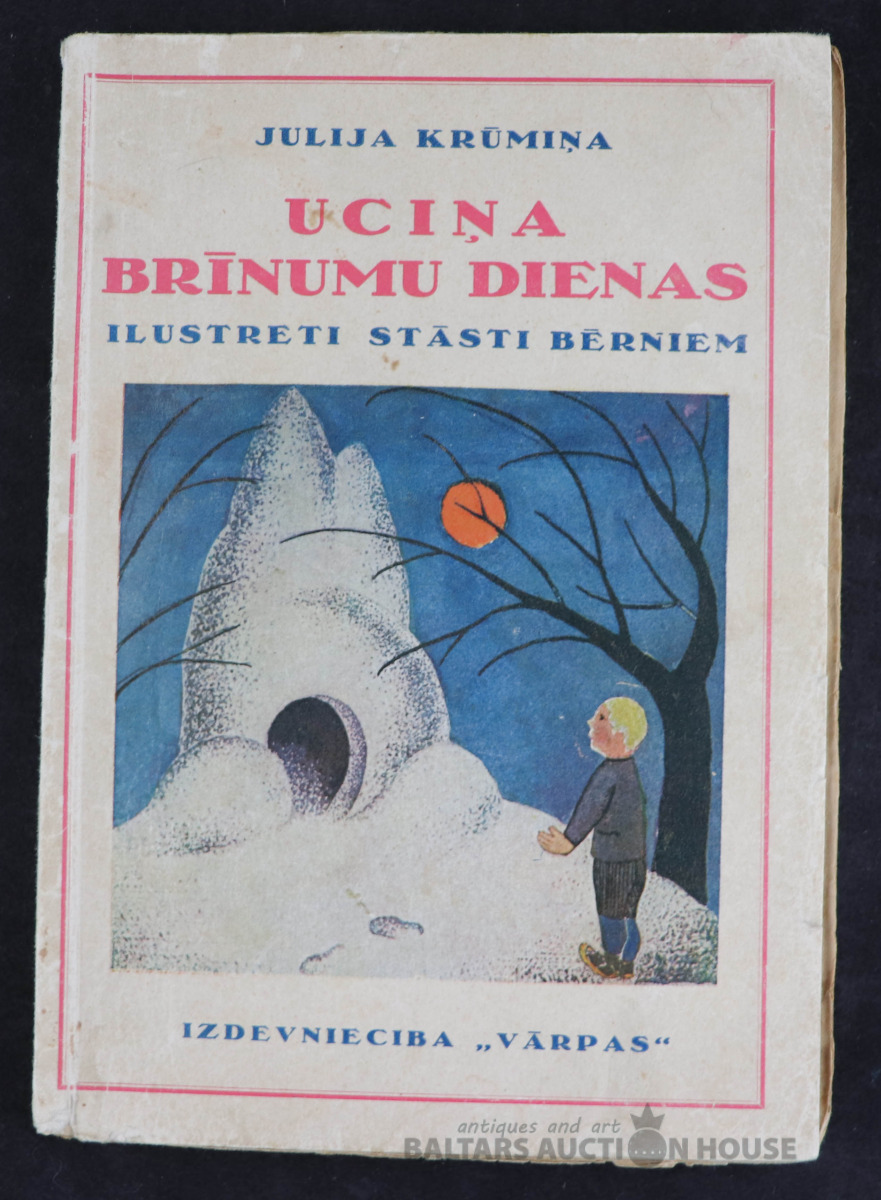 JULIJA KRŪMIŅA
UCIŅA
BRĪNUMU DIENAS
ILUSTRETI STĀSTI BĒRNIEM
IZDEVNIECIBA „VĀRPAS“
antiques and art
BALTARS AUCTION HOUSE